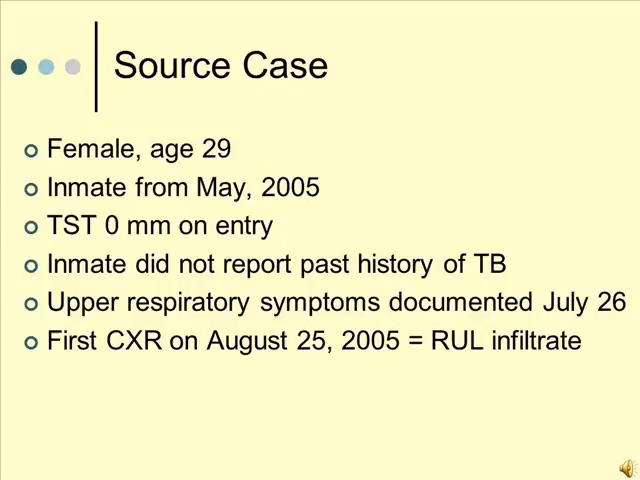 Source Case
Female, age 29
Inmate from May, 2005
TST 0 mm on entry
Inmate did not report past history of TB
Upper respiratory symptoms documented July 26
First CXR on August 25, 2005 = RUL infiltrate